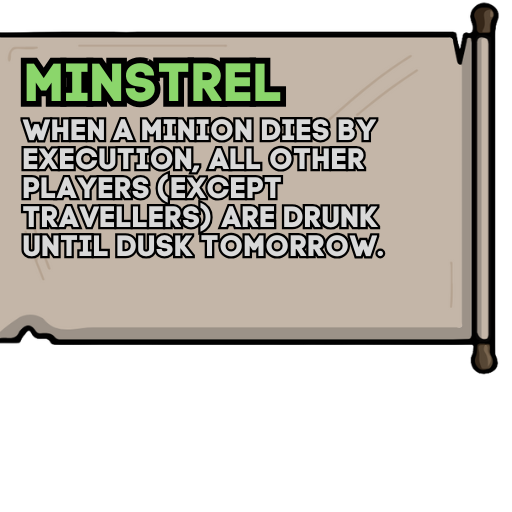 MINSTREL
WHEN A MINION DIES BY
EXECUTION, ALL OTHER
PLAYERS (EXCEPT
TRAVELLERS) ARE DRUNK
UNTIL DUSK TOMORROW.